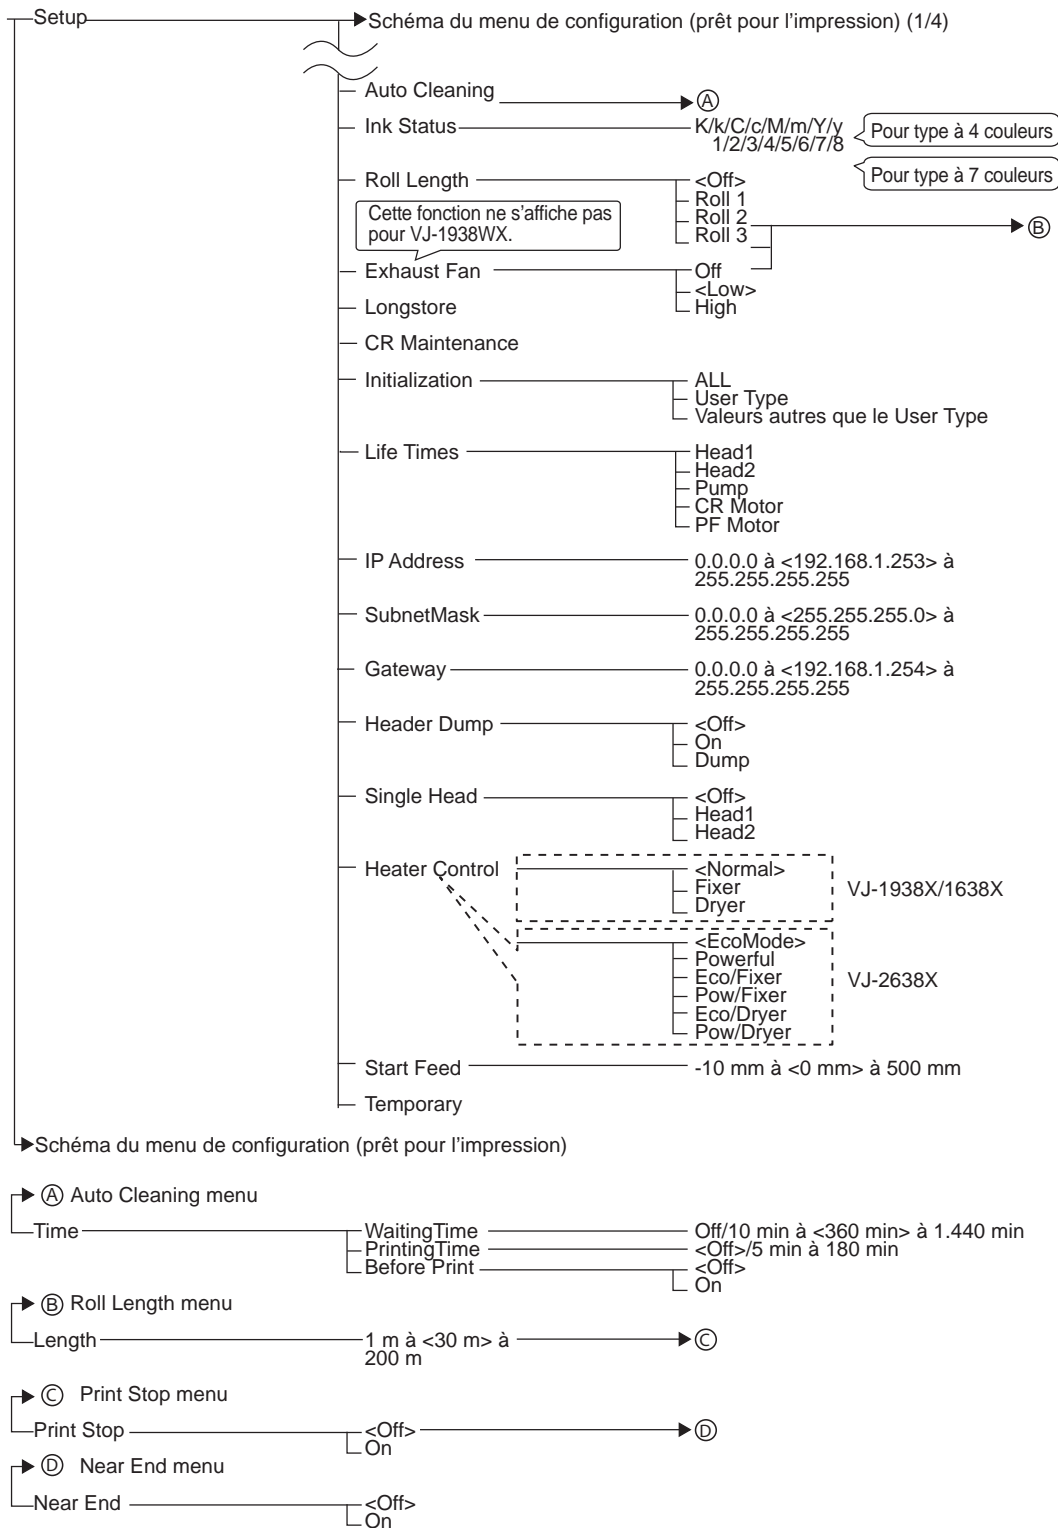 Setup
Schéma du menu de configuration (prêt pour l'impression) (1/4)
Auto Cleaning
A
Ink Status
K/k/C/c/M/m/Y/y
1/2/3/4/5/6/7/8
Pour type à 4 couleurs
Pour type à 7 couleurs
Roll Length
<Off>
Roll 1
Roll 2
Roll 3
B
Cette fonction ne s'affiche pas
pour VJ-1938WX.
Exhaust Fan
Off
<Low>
High
Longstore
CR Maintenance
Initialization
ALL
User Type
Valeurs autres que le User Type
Life Times
Head1
Head2
Pump
CR Motor
PF Motor
IP Address
0.0.0.0 à <192.168.1.253> à
255.255.255.255
SubnetMask
0.0.0.0 à <255.255.255.0> à
255.255.255.255
Gateway
0.0.0.0 à <192.168.1.254> à
255.255.255.255
Header Dump
<Off>
On
Dump
Single Head
<Off>
Head1
Head2
Heater Control
<Normal>
Fixer
Dryer
VJ-1938X/1638X
<EcoMode>
Powerful
Eco/Fixer
Pow/Fixer
Eco/Dryer
Pow/Dryer
VJ-2638X
Start Feed
-10 mm à <0 mm> à 500 mm
Temporary
Schéma du menu de configuration (prêt pour l'impression)
A Auto Cleaning menu
Time
WaitingTime
Off/10 min à <360 min> à 1.440 min
PrintingTime
<Off>/5 min à 180 min
Before Print
<Off>
On
B Roll Length menu
Length
1 m à <30 m> à
200 m
C
C Print Stop menu
Print Stop
<Off>
On
D
D Near End menu
Near End
<Off>
On